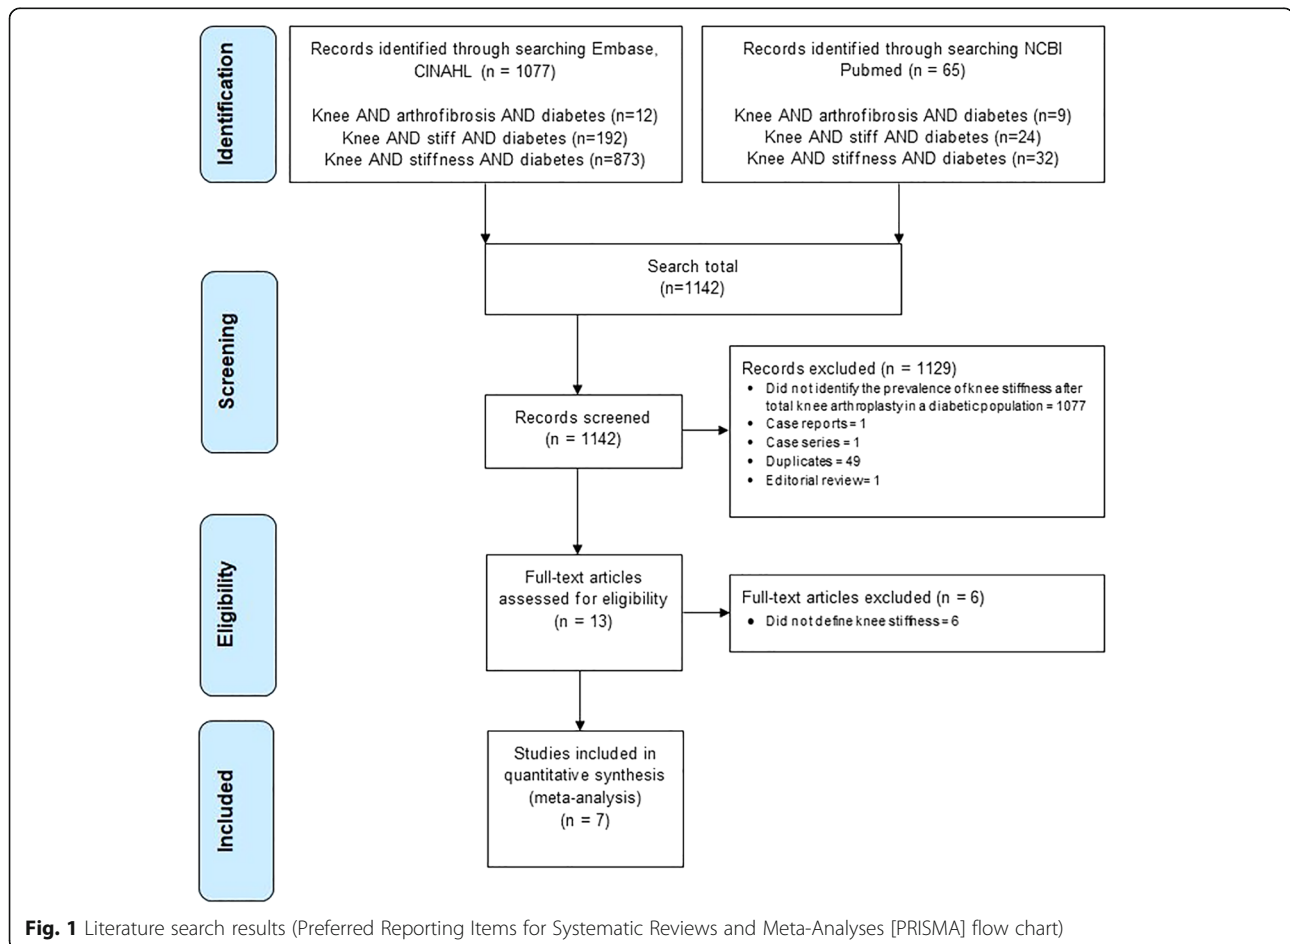 Identification
Records identified through searching Embase,
CINAHL (n = 1077)
Knee AND arthrofibrosis AND diabetes (n=12)
Knee AND stiff AND diabetes (n=192)
Knee AND stiffness AND diabetes (n=873)
Records identified through searching NCBI
Pubmed (n = 65)
Knee AND arthrofibrosis AND diabetes (n=9)
Knee AND stiff AND diabetes (n=24)
Knee AND stiffness AND diabetes (n=32)
Search total
(n=1142)
Screening
Records screened
(n = 1142)
Records excluded (n = 1129)
• Did not identify the prevalence of knee stiffness after
total knee arthroplasty in a diabetic population = 1077
• Case reports = 1
• Case series = 1
• Duplicates = 49
• Editorial review= 1
Eligibility
Full-text articles
assessed for eligibility
(n = 13)
Full-text articles excluded (n = 6)
• Did not define knee stiffness = 6
Included
Studies included in
quantitative synthesis
(meta-analysis)
(n = 7)
Fig. 1 Literature search results (Preferred Reporting Items for Systematic Reviews and Meta-Analyses [PRISMA] flow chart)